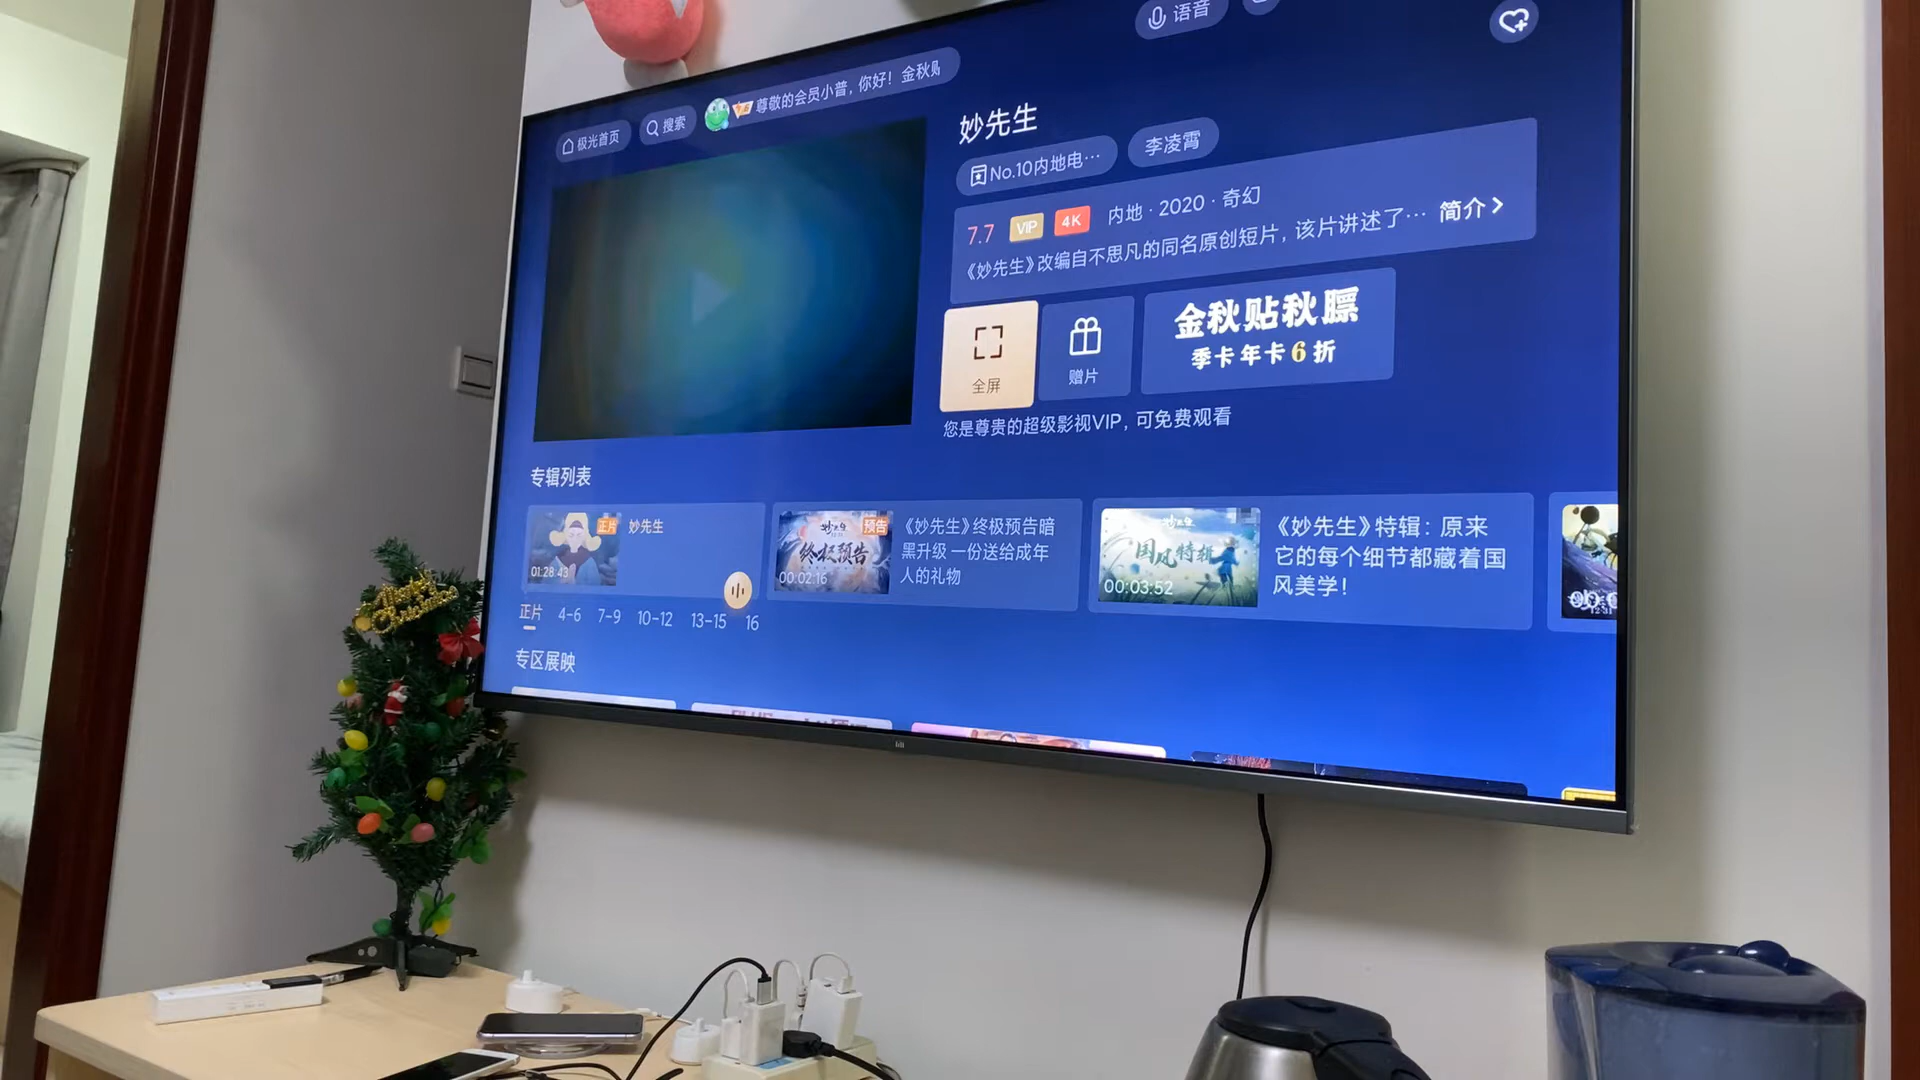 语音
极光首页
搜索
尊敬的会员小普，你好！金秋贴
妙先生
No.10内地电…
李凌霄
7.7
VIP
4K
内地·2020·奇幻
《妙先生》改编自不思凡的同名原创短片，该片讲述了…
简介
全屏
赠片
金秋贴秋膘
季卡年卡6折
您是尊贵的超级影视VIP，可免费观看
专辑列表
正片
01:28:43
妙先生
小
预告
终极预告
00:02:16
《妙先生》终极预告暗
黑升级 一份送给成年
人的礼物
国风特辑
00:03:52
《妙先生》特辑：原来
它的每个细节都藏着国
风美学！
正片
4-6
7-9
10-12
13-15
16
专区展映